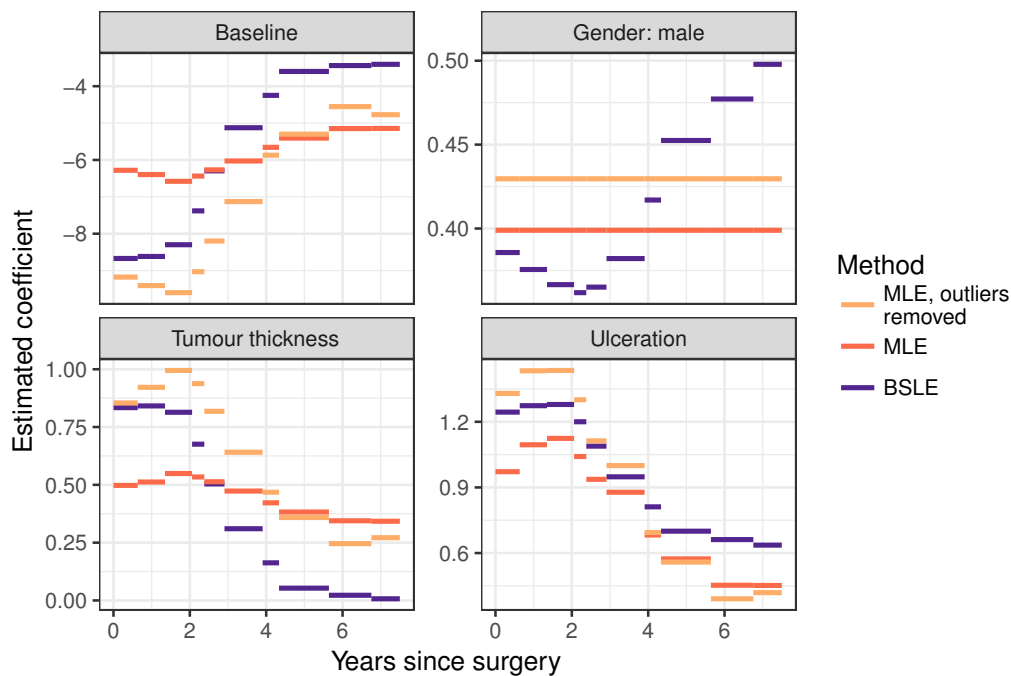 Baseline
Gender: male
−4
−6
−8
0.50
0.45
0.40
Estimated coefficient
Tumour thickness
Ulceration
1.00
0.75
0.50
0.25
0.00
1.2
0.9
0.6
0 2 4 6
0 2 4 6
Years since surgery
Method
MLE, outliers
removed
MLE
BSLE